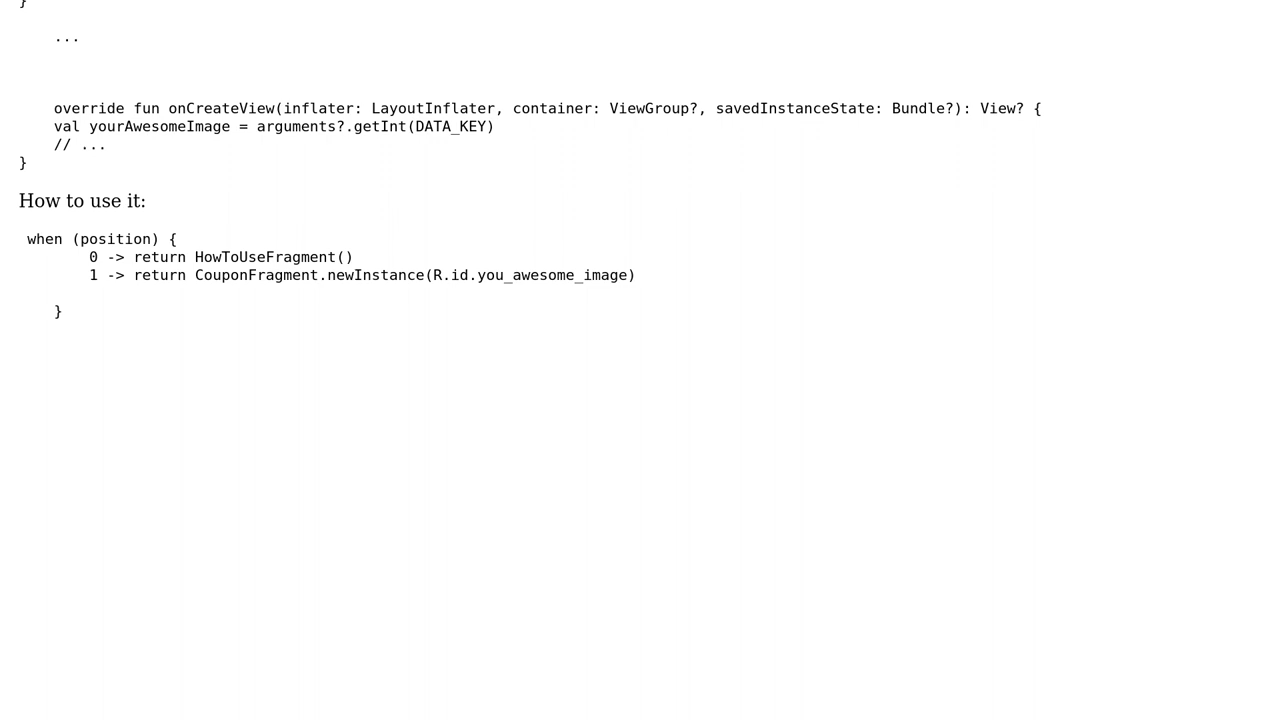 }
    ...
    override fun onCreateView(inflater: LayoutInflater, container: ViewGroup?, savedInstanceState: Bundle?): View? {
    val yourAwesomeImage = arguments?.getInt(DATA_KEY)
    // ...
}
How to use it:
 when (position) {
        0 -> return HowToUseFragment()
        1 -> return CouponFragment.newInstance(R.id.you_awesome_image)
    }